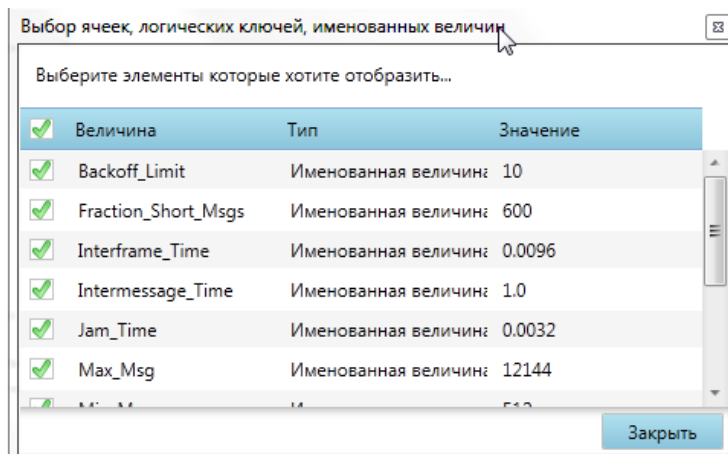 Выбор ячеек, логических ключей, именованных величин
Выберите элементы которые хотите отобразить...
Величина Тип Значение
Backoff_Limit Именованная величина 10
Fraction_Short_Msgs Именованная величина 600
Interframe_Time Именованная величина 0.0096
Intermessage_Time Именованная величина 1.0
Jam_Time Именованная величина 0.0032
Max_Msg Именованная величина 12144
Закрыть